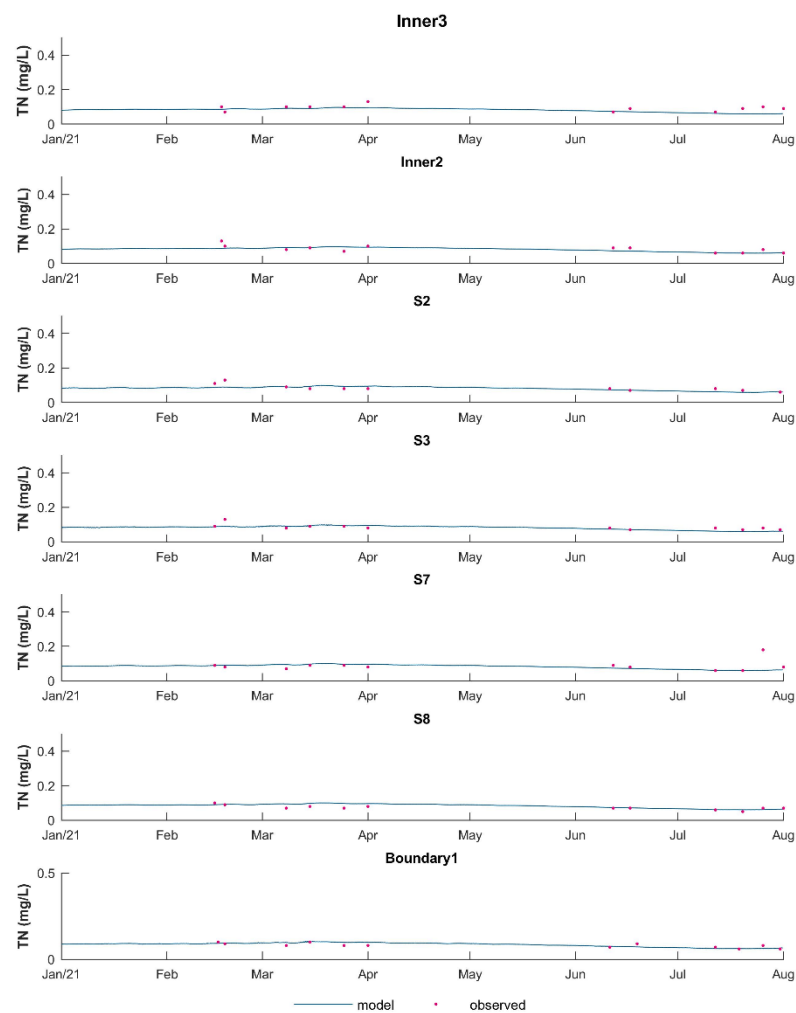 Inner3
TN (mg/L)
0.4
0.2
0
Jan/21 Feb Mar Apr May Jun Jul Aug
Inner2
TN (mg/L)
0.4
0.2
0
Jan/21 Feb Mar Apr May Jun Jul Aug
S2
TN (mg/L)
0.4
0.2
0
Jan/21 Feb Mar Apr May Jun Jul Aug
S3
TN (mg/L)
0.4
0.2
0
Jan/21 Feb Mar Apr May Jun Jul Aug
S7
TN (mg/L)
0.4
0.2
0
Jan/21 Feb Mar Apr May Jun Jul Aug
S8
TN (mg/L)
0.4
0.2
0
Jan/21 Feb Mar Apr May Jun Jul Aug
Boundary1
TN (mg/L)
0.5
0
Jan/21 Feb Mar Apr May Jun Jul Aug
model observed